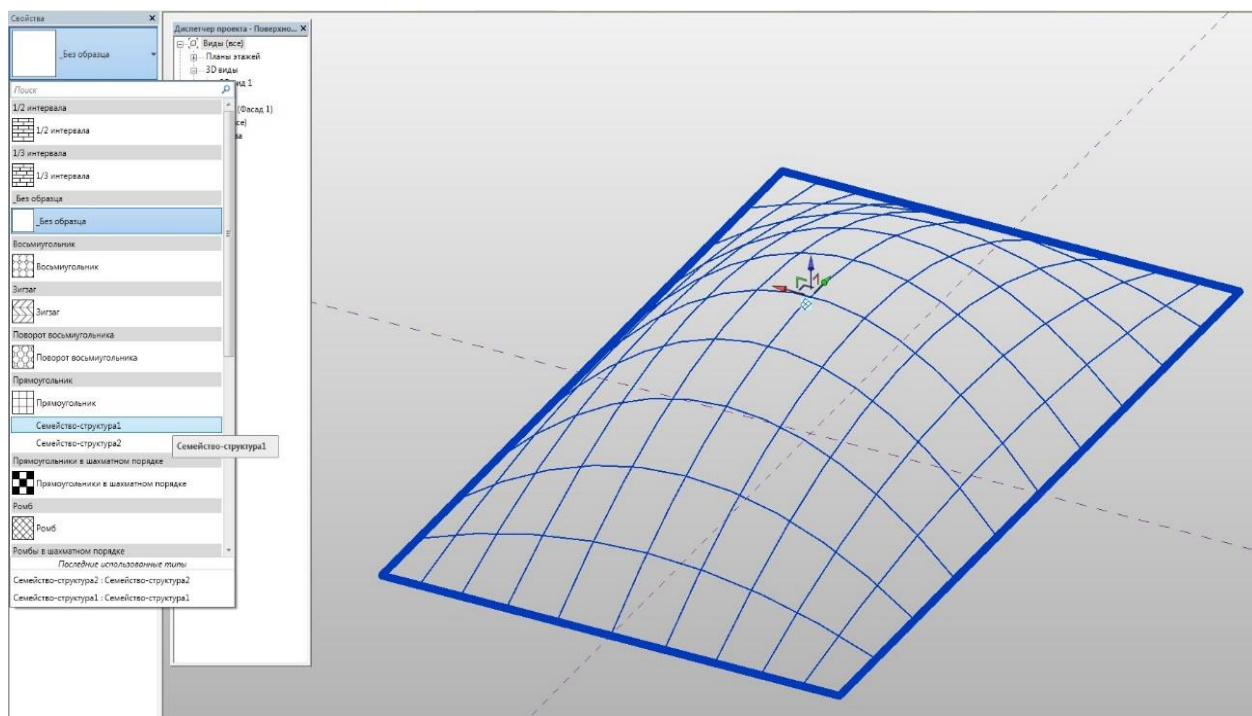 Свойства
_Без образца
Поиск
1/2 интервала
1/2 интервала
1/3 интервала
1/3 интервала
_Без образца
_Без образца
Восьмиугольник
Восьмиугольник
Зигзаг
Зигзаг
Поворот восьмиугольника
Поворот восьмиугольника
Прямоугольник
Прямоугольник
Семейство-структура1
Семейство-структура2
Прямоугольники в шахматном порядке
Прямоугольники в шахматном порядке
Ромб
Ромб
Ромбы в шахматном порядке
Последние использованные типы
Семейство-структура2 : Семейство-структура2
Семейство-структура1 : Семейство-структура1
Диспетчер проекта - Поверхно...
Виды (все)
Планы этажей
3D виды
1
(Фасад 1)
Семейство-структура1